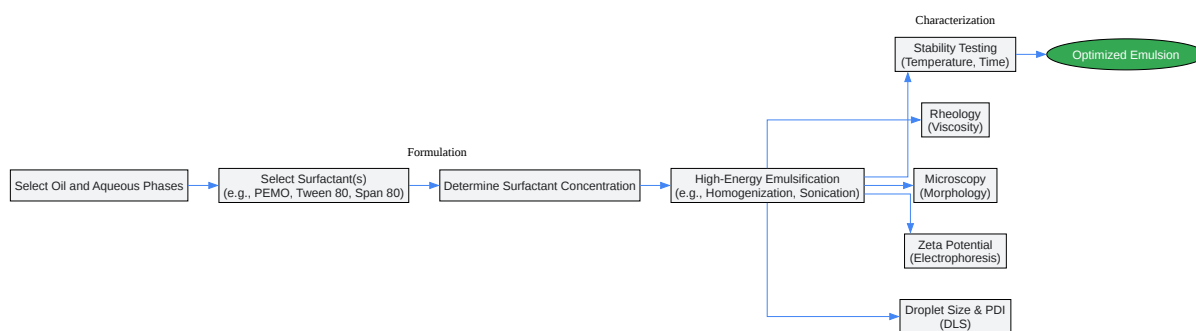 Characterization
Stability Testing
(Temperature, Time)
Optimized Emulsion
Rheology
(Viscosity)
Formulation
Select Oil and Aqueous Phases
Select Surfactant(s)
(e.g., PEMO, Tween 80, Span 80)
Determine Surfactant Concentration
High-Energy Emulsification
(e.g., Homogenization, Sonication)
Microscopy
(Morphology)
Zeta Potential
(Electrophoresis)
Droplet Size & PDI
(DLS)